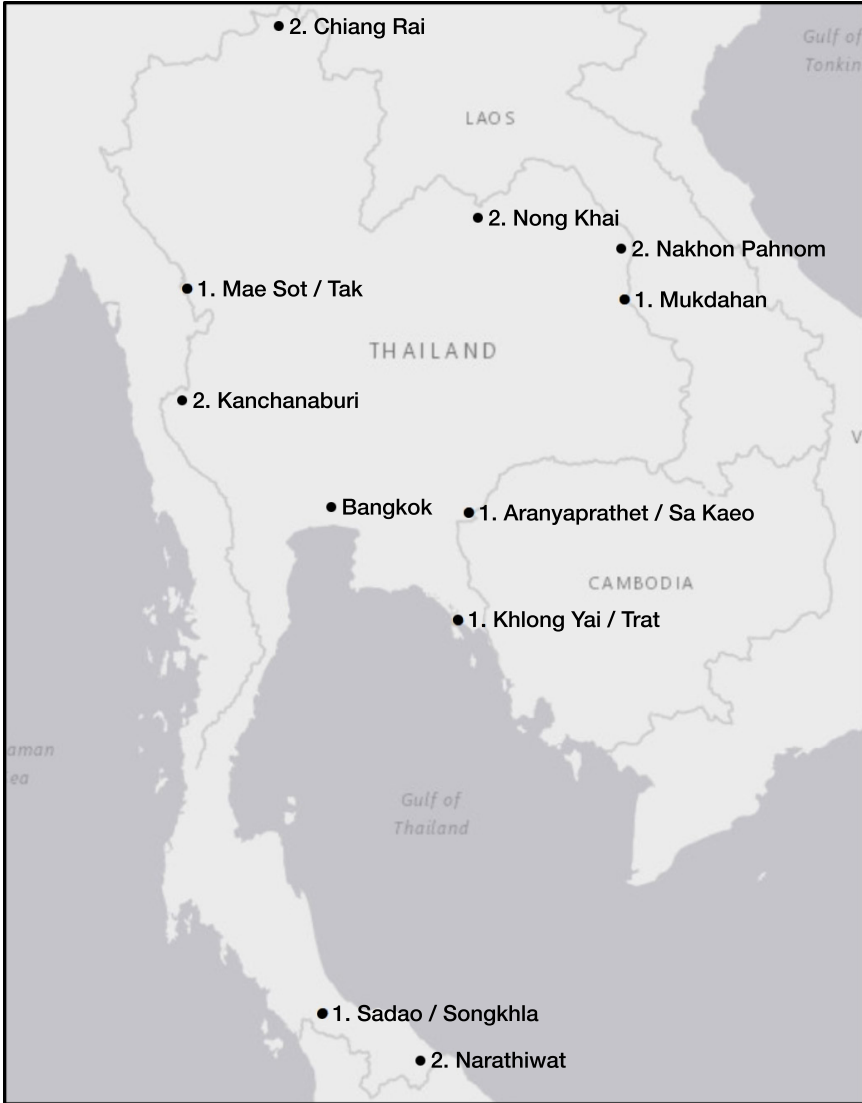 2. Chiang Rai
Gulf of
Tonkin
LAOS
2. Nong Khai
2. Nakhon Pahnom
1. Mae Sot / Tak
1. Mukdahan
THAILAND
2. Kanchanaburi
V
Bangkok
1. Aranyaprathet / Sa Kaeo
CAMBODIA
1. Khlong Yai / Trat
aman
ea
Gulf of
Thailand
1. Sadao / Songkhla
2. Narathiwat